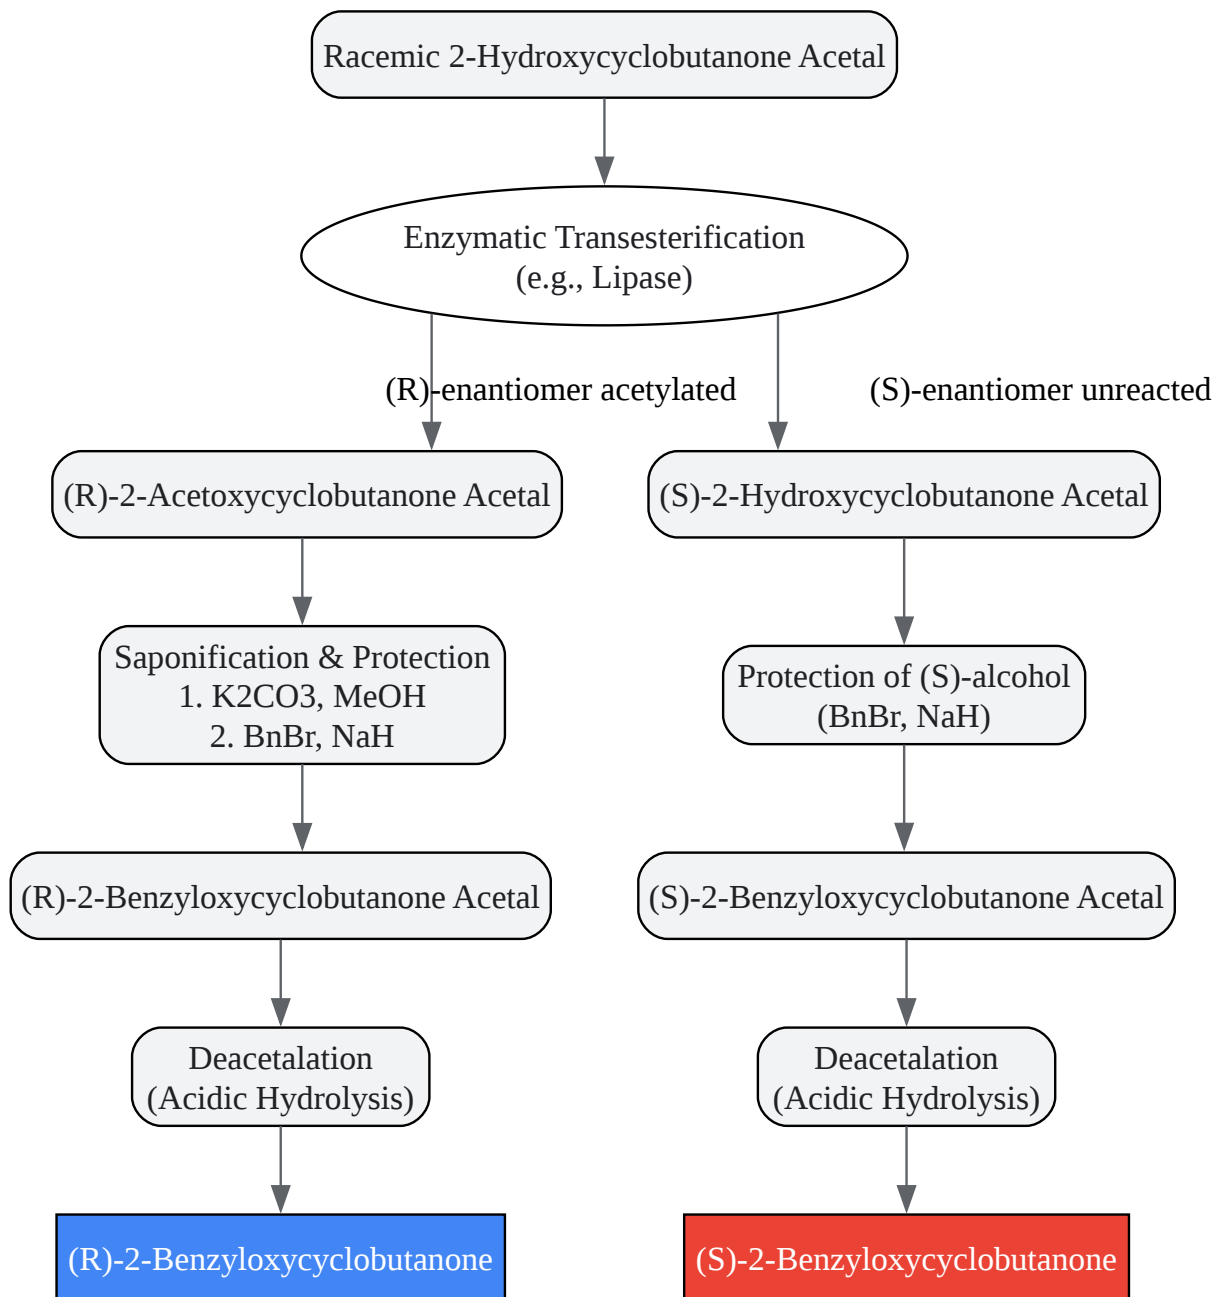 Racemic 2-Hydroxycyclobutanone Acetal
Enzymatic Transesterification
(e.g., Lipase)
(R)-enantiomer acetylated
(S)-enantiomer unreacted
(R)-2-Acetoxycyclobutanone Acetal
(S)-2-Hydroxycyclobutanone Acetal
Saponification & Protection
1. K2CO3, MeOH
2. BnBr, NaH
Protection of (S)-alcohol
(BnBr, NaH)
(R)-2-Benzyloxycyclobutanone Acetal
(S)-2-Benzyloxycyclobutanone Acetal
Deacetalation
(Acidic Hydrolysis)
Deacetalation
(Acidic Hydrolysis)
(R)-2-Benzyloxycyclobutanone
(S)-2-Benzyloxycyclobutanone